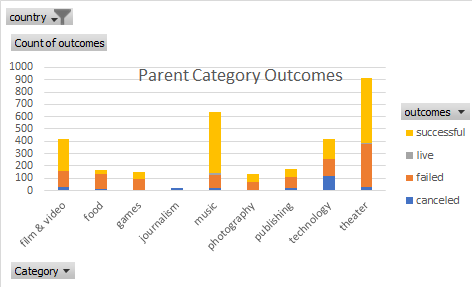 country
Count of outcomes
Parent Category Outcomes
1000
900
800
700
600
500
400
300
200
100
0
film & video
food
games
journalism
music
photography
publishing
technology
theater
outcomes
successful
live
failed
canceled
Category